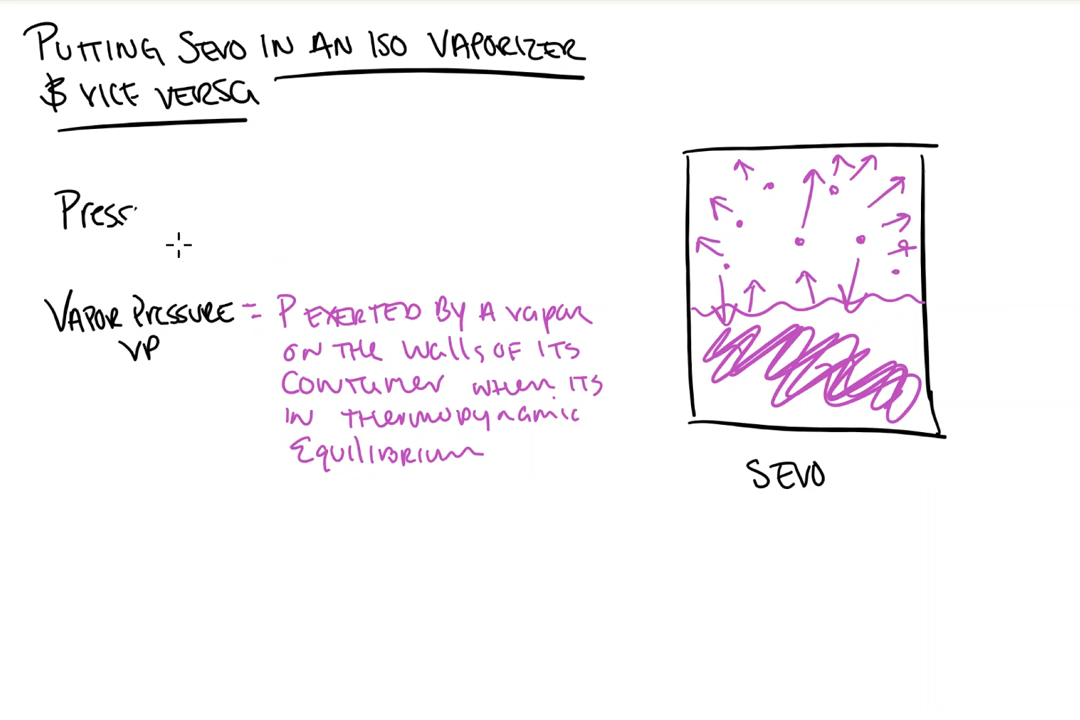 PUTTING SEVO IN AN ISO VAPORIZER
& VICE VERSA
Press
VAPOR PRESSURE = P EXERTED BY A vapor
VP
ON THE WALLS OF ITS
CONTAINER WHEN ITS
IN THERMODYNAMIC
EQUILIBRIUM
SEVO